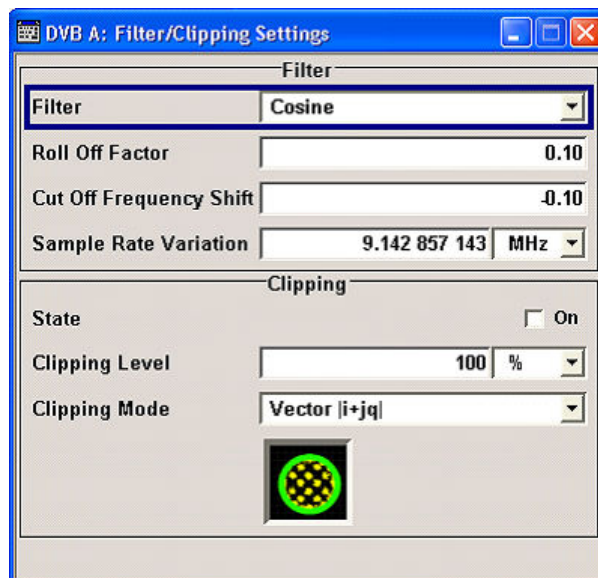 DVB A: Filter/Clipping Settings
Filter
Filter Cosine
Roll Off Factor 0.10
Cut Off Frequency Shift -0.10
Sample Rate Variation 9.142 857 143 MHz
Clipping
State On
Clipping Level 100 %
Clipping Mode Vector |i+jq|